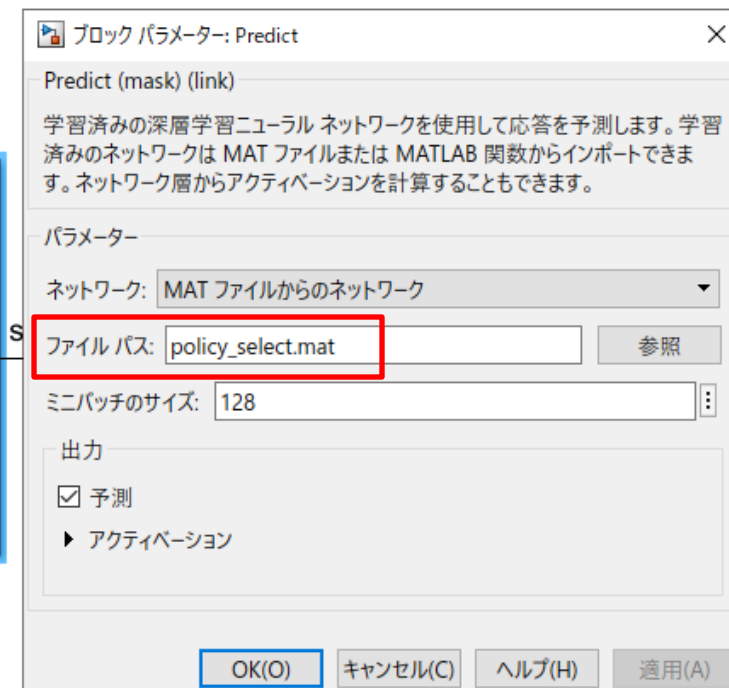 ブロック パラメーター: Predict
Predict (mask) (link)
学習済みの深層学習ニューラル ネットワークを使用して応答を予測します。学習
済みのネットワークは MAT ファイルまたは MATLAB 関数からインポートできま
す。ネットワーク層からアクティベーションを計算することもできます。
パラメーター
ネットワーク: MAT ファイルからのネットワーク
S
ファイル パス: policy_select.mat 参照
ミニバッチのサイズ: 128
出力
予測
アクティベーション
OK(O) キャンセル(C) ヘルプ(H) 適用(A)